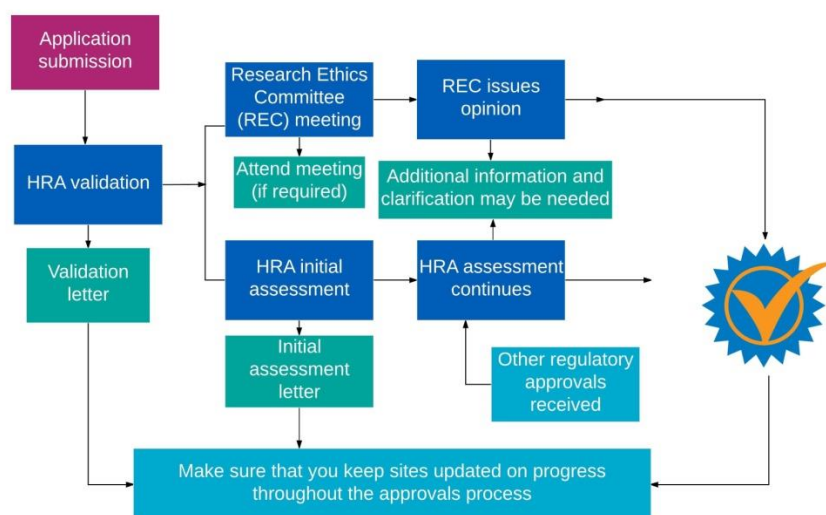 Application
submission
Research Ethics
Committee
(REC) meeting
REC issues
opinion
HRA validation
Attend meeting
(if required)
Additional information and
clarification may be needed
Validation
letter
HRA initial
assessment
HRA assessment
continues
Initial
assessment
letter
Other regulatory
approvals
received
Make sure that you keep sites updated on progress
throughout the approvals process